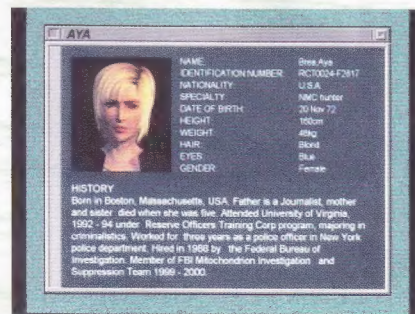 AYA
NAME Brea,Aya
IDENTIFICATION NUMBER RCT0024-F2817
NATIONALITY U.S.A
SPECIALTY NMC hunter
DATE OF BIRTH 20 Nov 72
HEIGHT 160cm
WEIGHT 48kg
HAIR Blond
EYES Blue
GENDER Female
HISTORY
Born in Boston, Massachusetts, USA. Father is a Journalist, mother
and sister died when she was five. Attended University of Virginia,
1992 - 94 under Reserve Officers Training Corp program, majoring in
criminalistics. Worked for three years as a police officer in New York
police department. Hired in 1998 by the Federal Bureau of
Investigation. Member of FBI Mitochondrion Investigation and
Suppression Team 1999 - 2000.